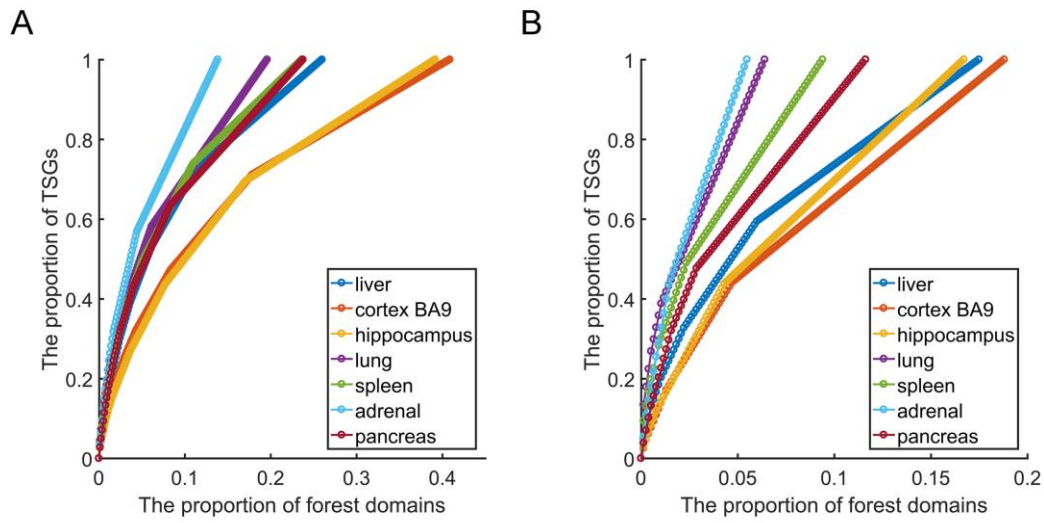 A
B
The proportion of TSGs
1
0.8
0.6
0.4
0.2
0
0
0.1
0.2
0.3
0.4
The proportion of forest domains
liver
cortex BA9
hippocampus
lung
spleen
adrenal
pancreas
The proportion of TSGs
1
0.8
0.6
0.4
0.2
0
0
0.05
0.1
0.15
0.2
The proportion of forest domains
liver
cortex BA9
hippocampus
lung
spleen
adrenal
pancreas